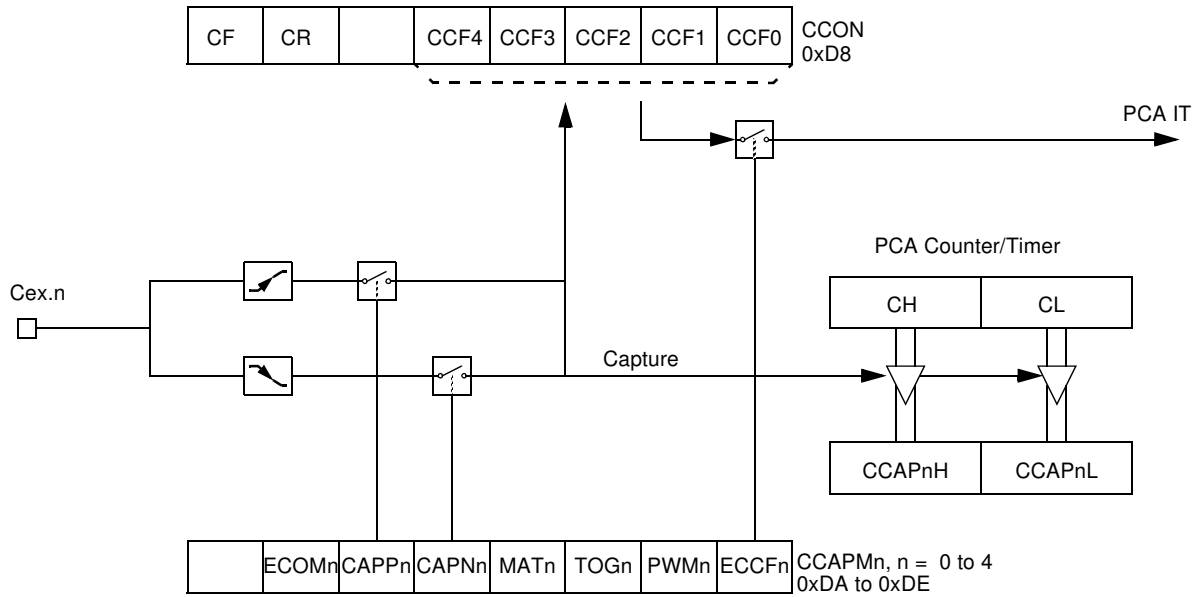 CF CR CCF4 CCF3 CCF2 CCF1 CCF0 CCON
0xD8
PCA IT
PCA Counter/Timer
Cex.n
CH CL
Capture
CCAPnH CCAPnL
ECOMn CAPPn CAPNn MATn TOGn PWMn ECCFn CCAPMn, n = 0 to 4
0xDA to 0xDE